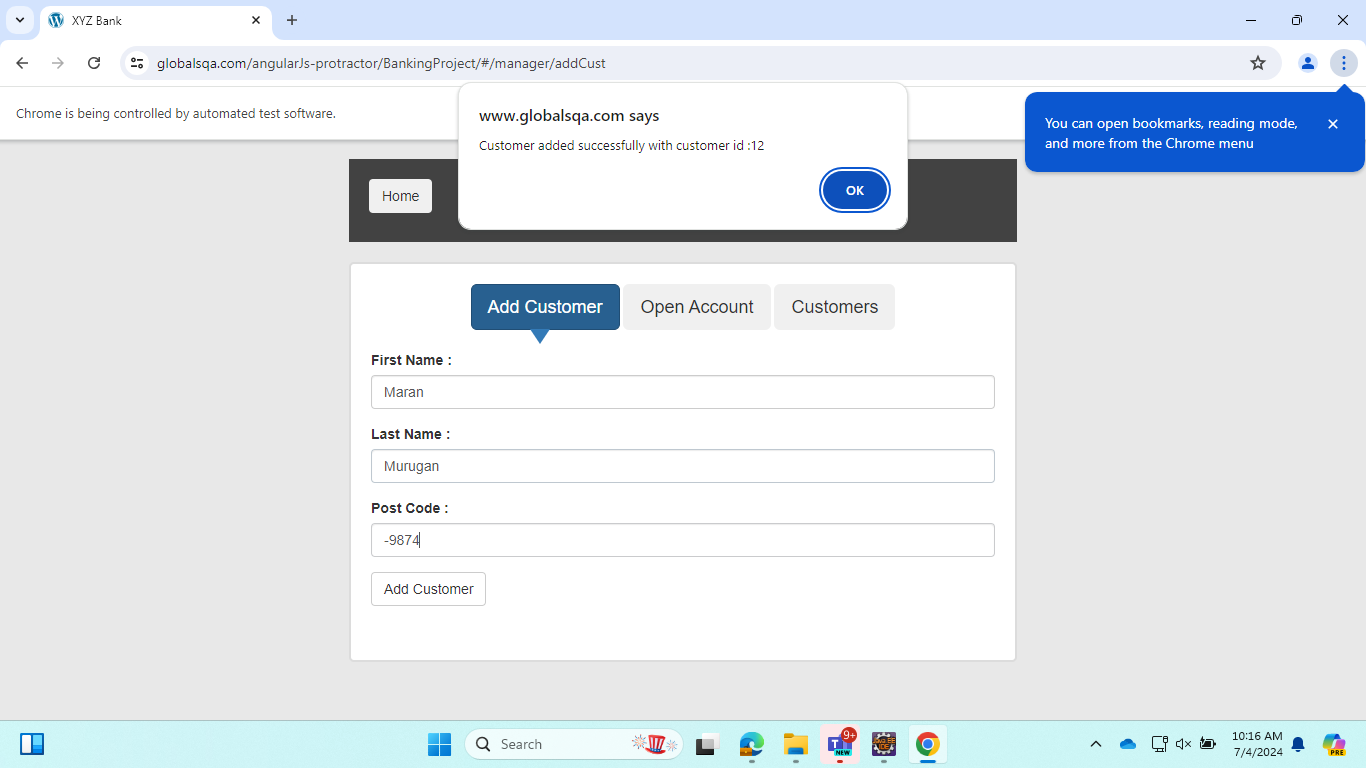 XYZ Bank
globalsqa.com/angularJs-protractor/BankingProject/#/manager/addCust
Chrome is being controlled by automated test software.
www.globalsqa.com says
Customer added successfully with customer id :12
OK
You can open bookmarks, reading mode,
and more from the Chrome menu
Home
Add Customer Open Account Customers
First Name :
Maran
Last Name :
Murugan
Post Code :
-9874
Add Customer
Search
9+
NEW
Java EE
IDE
PRE
10:16 AM
7/4/2024